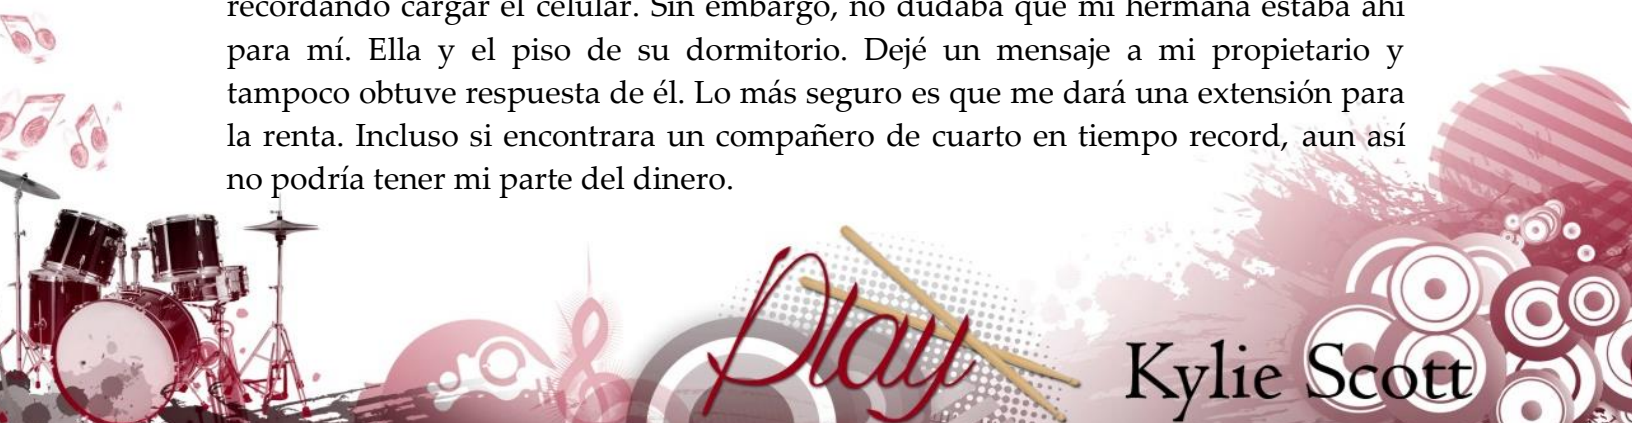 recordando cargar el celular. Sin embargo, no dudaba que mi hermana estaba ahí
para mí. Ella y el piso de su dormitorio. Dejé un mensaje a mi propietario y
tampoco obtuve respuesta de él. Lo más seguro es que me dará una extensión para
la renta. Incluso si encontrara un compañero de cuarto en tiempo record, aun así
no podría tener mi parte del dinero.
Play
Kylie Scott